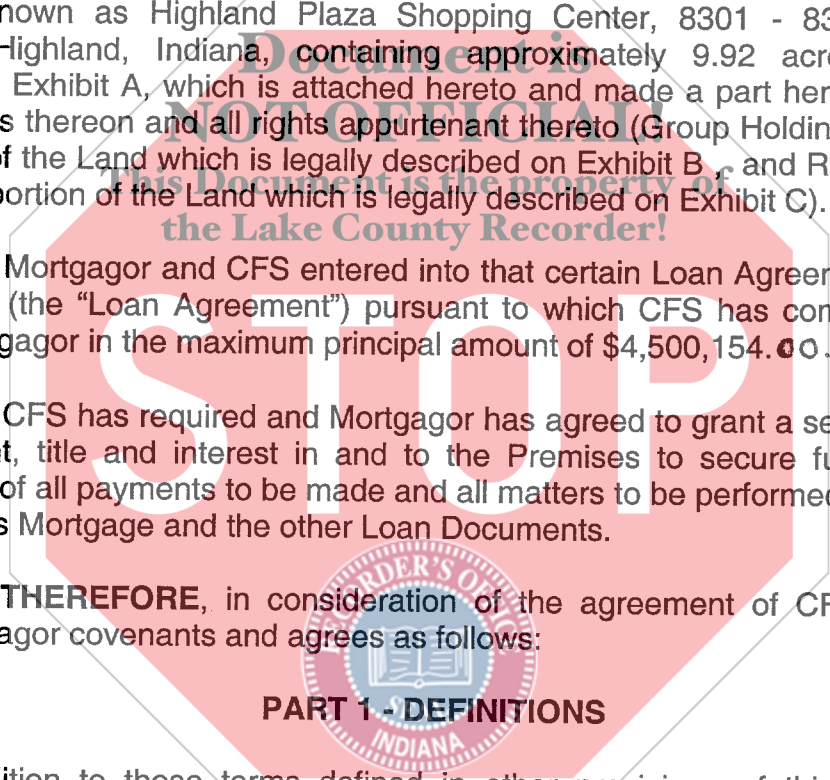 nown as Highland Plaza Shopping Center, 8301 - 83
Highland, Indiana, containing approximately 9.92 acr
Document is
Exhibit A, which is attached hereto and made a part her
NOT OFFICIAL!
s thereon and all rights appurtenant thereto (Group Holdin
f the Land which is legally described on Exhibit B , and R
This Document is the property of
ortion of the Land which is legally described on Exhibit C).
the Lake County Recorder!
Mortgagor and CFS entered into that certain Loan Agreer
(the “Loan Agreement”) pursuant to which CFS has con
gagor in the maximum principal amount of $4,500,154.00.
STOP
CFS has required and Mortgagor has agreed to grant a se
t, title and interest in and to the Premises to secure fu
of all payments to be made and all matters to be performed
s Mortgage and the other Loan Documents.
THEREFORE, in consideration of the agreement of CF
agor covenants and agrees as follows:
RECORDER'S OFFICE
SEAL
INDIANA
PART 1 - DEFINITIONS